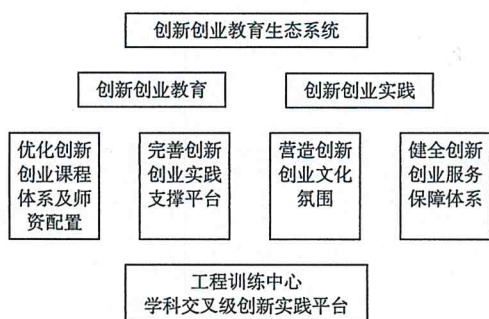 创新创业教育生态系统
创新创业教育
创新创业实践
优化创新
创业课程
体系及师
资配置
完善创新
创业实践
支撑平台
营造创新
创业文化
氛围
健全创新
创业服务
保障体系
工程训练中心
学科交叉级创新实践平台